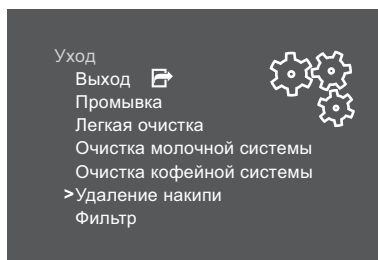 Уход
Выход
Промывка
Легкая очистка
Очистка молочной системы
Очистка кофейной системы
>Удаление накипи
Фильтр